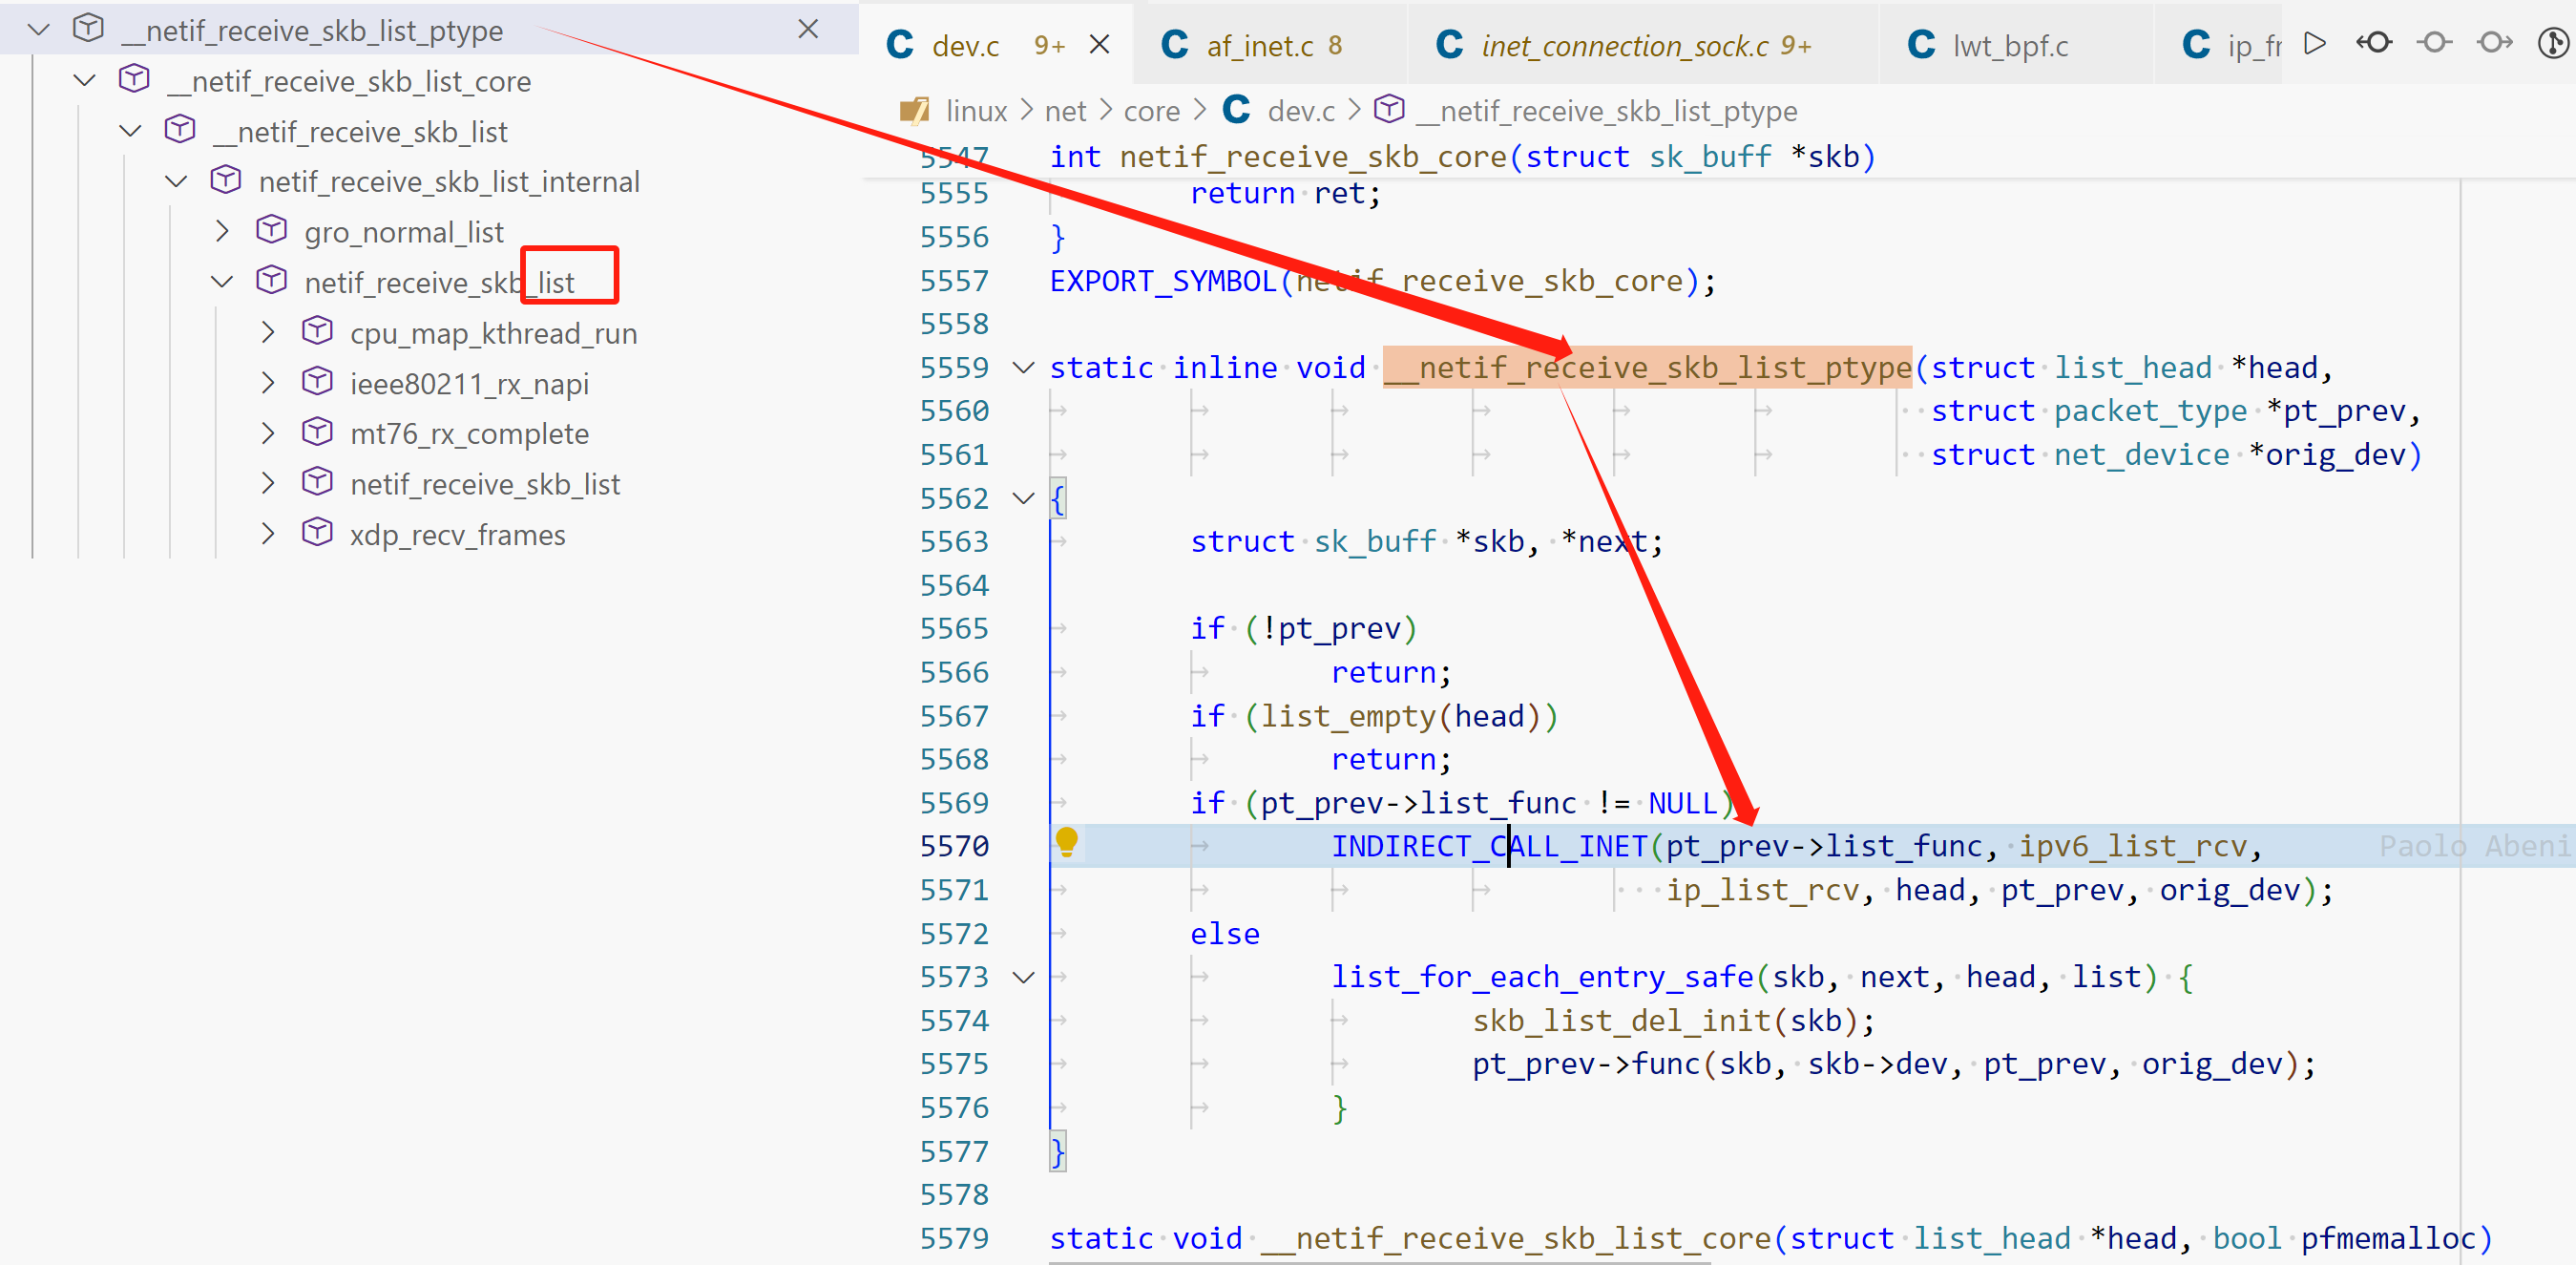 __netif_receive_skb_list_ptype
__netif_receive_skb_list_core
__netif_receive_skb_list
netif_receive_skb_list_internal
gro_normal_list
netif_receive_skb_list
cpu_map_kthread_run
ieee80211_rx_napi
mt76_rx_complete
netif_receive_skb_list
xdp_recv_frames
C dev.c 9+ C af_inet.c 8 C inet_connection_sock.c 9+ C lwt_bpf.c C ip_fr
linux > net > core > C dev.c > __netif_receive_skb_list_ptype
5547 int netif_receive_skb_core(struct sk_buff *skb)
5555 return ret;
5556 }
5557 EXPORT_SYMBOL(netif_receive_skb_core);
5558
5559 static inline void __netif_receive_skb_list_ptype(struct list_head *head,
5560 struct packet_type *pt_prev,
5561 struct net_device *orig_dev)
5562 {
5563 struct sk_buff *skb, *next;
5564
5565 if (!pt_prev)
5566 return;
5567 if (list_empty(head))
5568 return;
5569 if (pt_prev->list_func != NULL)
5570 INDIRECT_CALL_INET(pt_prev->list_func, ipv6_list_rcv, Paolo Abeni
5571 ip_list_rcv, head, pt_prev, orig_dev);
5572 else
5573 list_for_each_entry_safe(skb, next, head, list) {
5574 skb_list_del_init(skb);
5575 pt_prev->func(skb, skb->dev, pt_prev, orig_dev);
5576 }
5577 }
5578
5579 static void __netif_receive_skb_list_core(struct list_head *head, bool pfmemalloc)